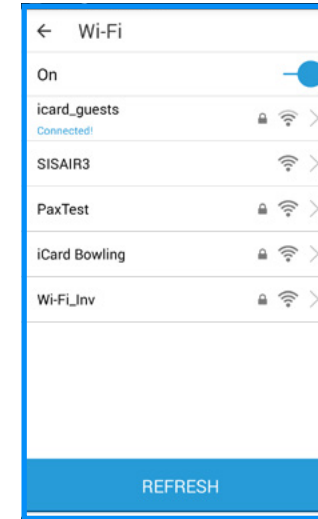 Wi-Fi
On
icard_guests
Connected!
SISAIR3
PaxTest
iCard Bowling
Wi-Fi_Inv
REFRESH